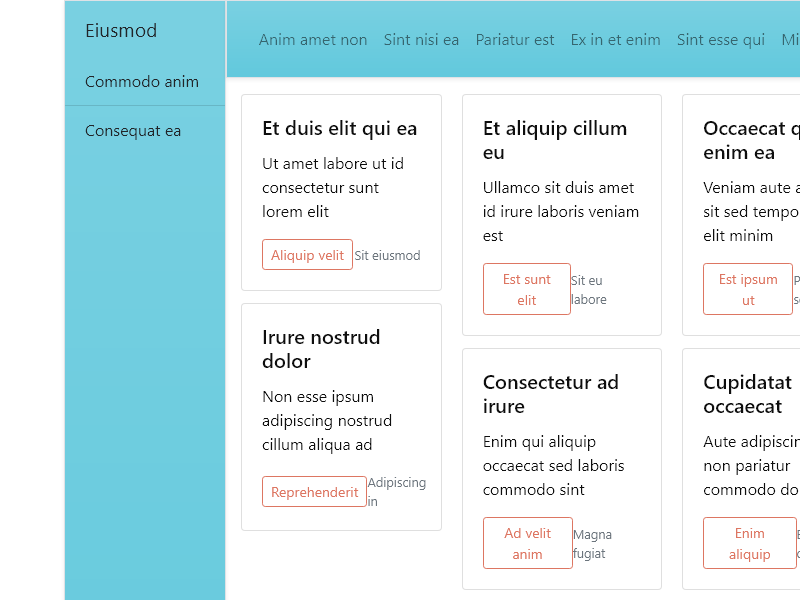 Eiusmod
Commodo anim
Consequat ea
Anim amet non Sint nisi ea Pariatur est Ex in et enim Sint esse qui
Et duis elit qui ea
Ut amet labore ut id
consectetur sunt
lorem elit
Aliquip velit Sit eiusmod
Irure nostrud
dolor
Non esse ipsum
adipiscing nostrud
cillum aliqua ad
Reprehenderit Adipiscing
in
Et aliquip cillum
eu
Ullamco sit duis amet
id irure laboris veniam
est
Est sunt
elit
Sit eu
labore
Consectetur ad
irure
Enim qui aliquip
occaecat sed laboris
commodo sint
Ad velit
anim
Magna
fugiat
Occaecat
enim ea
Veniam aute
sit sed
elit minim
Est ipsum
ut
Cupidatat
occaecat
Aute
non pariatur
commodo
Enim
aliquip